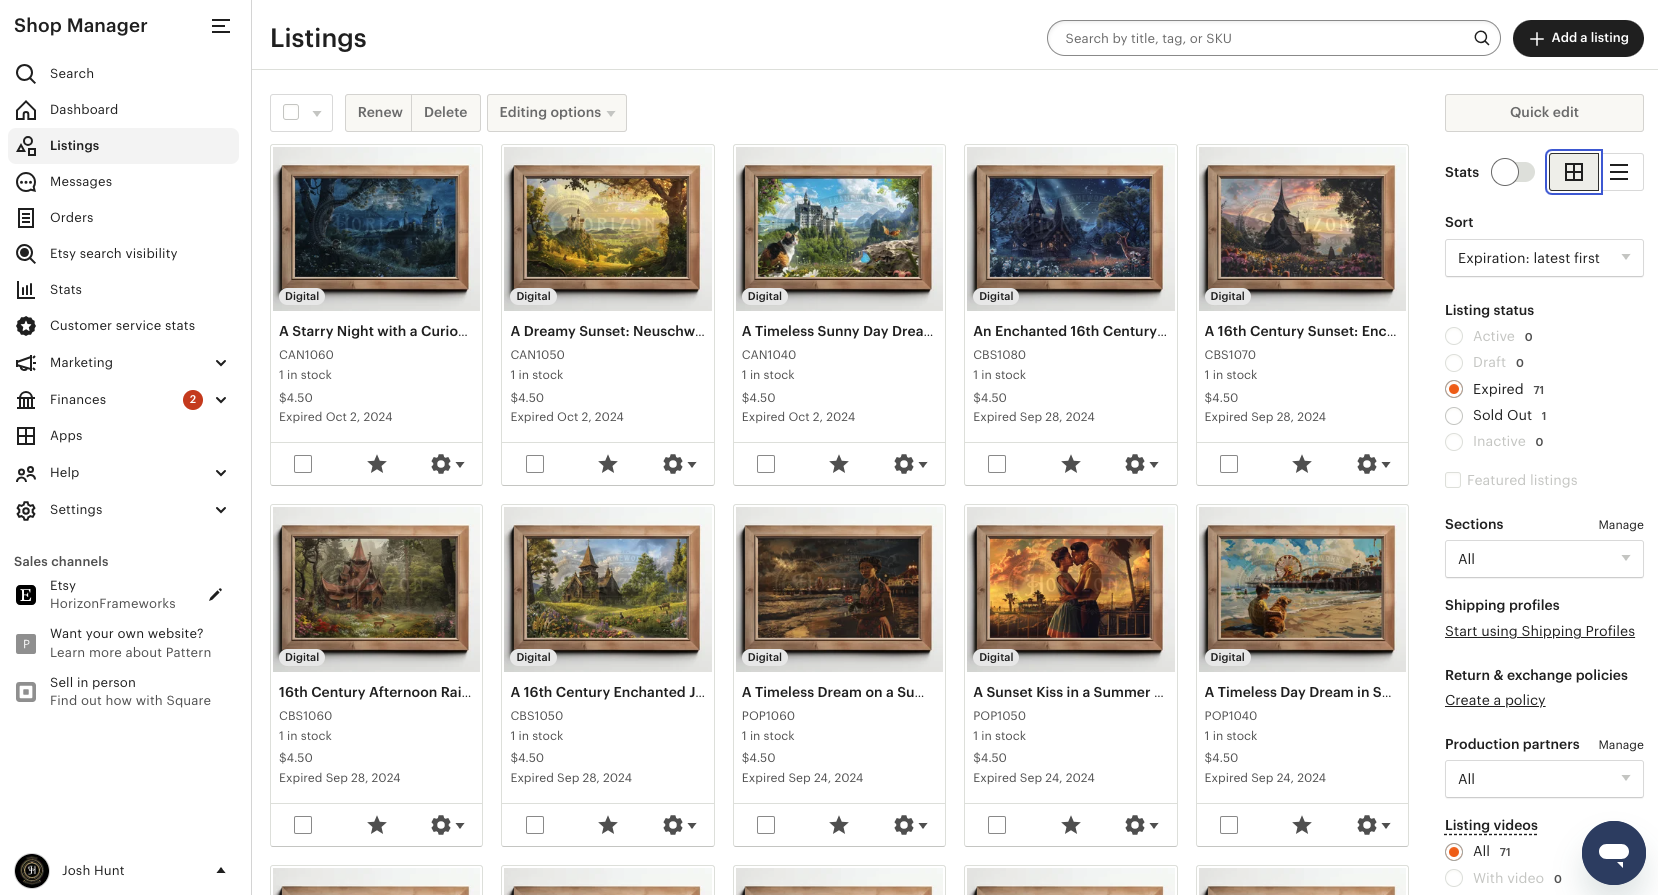 Shop Manager
Search
Dashboard
Listings
Messages
Orders
Etsy search visibility
Stats
Customer service stats
Marketing
Finances 2
Apps
Help
Settings
Sales channels
E Etsy
HorizonFrameworks
P Want your own website?
Learn more about Pattern
Sell in person
Find out how with Square
Josh Hunt
Listings
Search by title, tag, or SKU
Add a listing
Renew Delete Editing options
Digital Digital Digital Digital Digital
A Starry Night with a Curio...
CAN1060
1 in stock
$4.50
Expired Oct 2, 2024
A Dreamy Sunset: Neuschw...
CAN1050
1 in stock
$4.50
Expired Oct 2, 2024
A Timeless Sunny Day Drea...
CAN1040
1 in stock
$4.50
Expired Oct 2, 2024
An Enchanted 16th Century...
CBS1080
1 in stock
$4.50
Expired Sep 28, 2024
A 16th Century Sunset: Enc...
CBS1070
1 in stock
$4.50
Expired Sep 28, 2024
Digital Digital Digital Digital Digital
16th Century Afternoon Rai...
CBS1060
1 in stock
$4.50
Expired Sep 28, 2024
A 16th Century Enchanted J...
CBS1050
1 in stock
$4.50
Expired Sep 28, 2024
A Timeless Dream on a Su...
POP1060
1 in stock
$4.50
Expired Sep 24, 2024
A Sunset Kiss in a Summer ...
POP1050
1 in stock
$4.50
Expired Sep 24, 2024
A Timeless Day Dream in S...
POP1040
1 in stock
$4.50
Expired Sep 24, 2024
Quick edit
Stats
Sort
Expiration: latest first
Listing status
Active 0
Draft 0
Expired 71
Sold Out 1
Inactive 0
Featured listings
Sections Manage
All
Shipping profiles
Start using Shipping Profiles
Return & exchange policies
Create a policy
Production partners Manage
All
Listing videos
All 71
With video 0